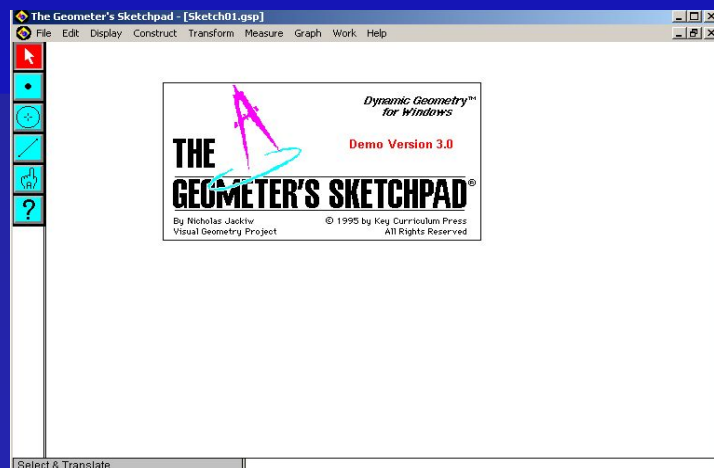 The Geometer's Sketchpad - [Sketch01.gsp]
File Edit Display Construct Transform Measure Graph Work Help
Dynamic Geometry™
for Windows
Demo Version 3.0
THE
GEOMETER'S SKETCHPAD®
By Nicholas Jackiw
Visual Geometry Project
© 1995 by Key Curriculum Press
All Rights Reserved
A
?
Select & Translate